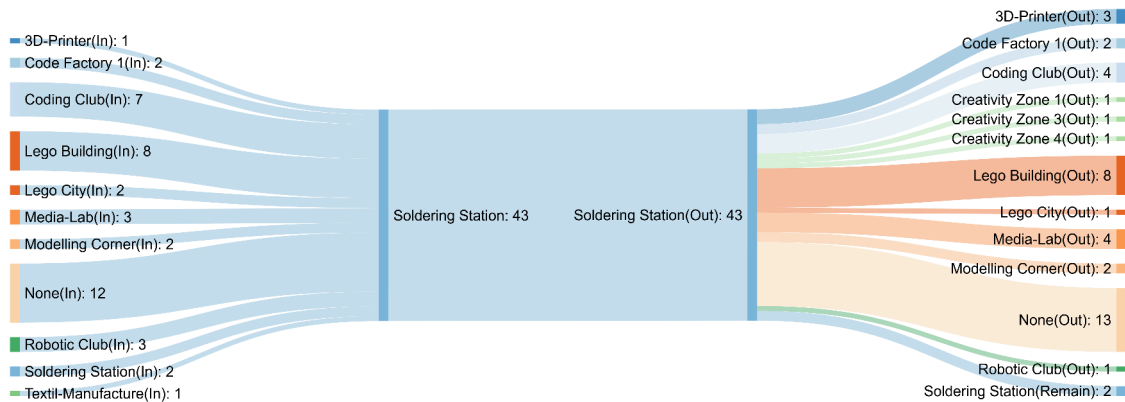 3D-Printer(In): 1
Code Factory 1(In): 2
Coding Club(In): 7
Lego Building(In): 8
Lego City(In): 2
Media-Lab(In): 3
Modelling Corner(In): 2
None(In): 12
Robotic Club(In): 3
Soldering Station(In): 2
Textil-Manufacture(In): 1
Soldering Station: 43
Soldering Station(Out): 43
3D-Printer(Out): 3
Code Factory 1(Out): 2
Coding Club(Out): 4
Creativity Zone 1(Out): 1
Creativity Zone 3(Out): 1
Creativity Zone 4(Out): 1
Lego Building(Out): 8
Lego City(Out): 1
Media-Lab(Out): 4
Modelling Corner(Out): 2
None(Out): 13
Robotic Club(Out): 1
Soldering Station(Remain): 2